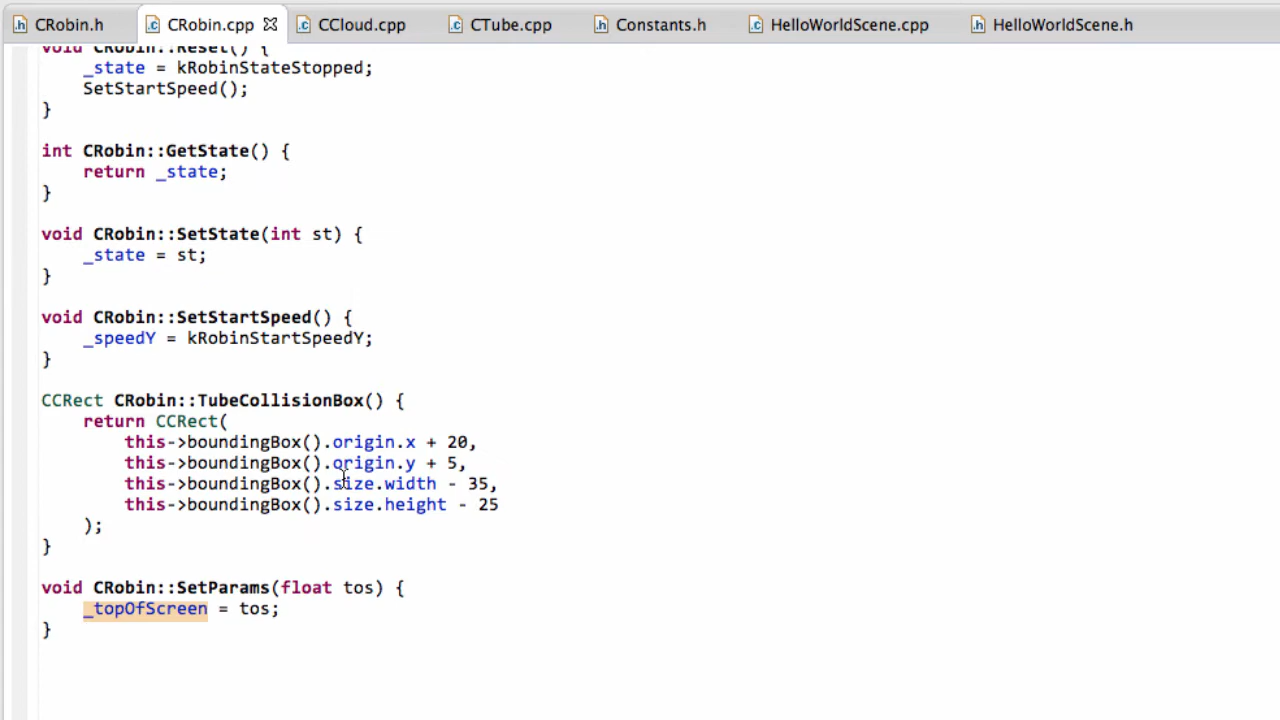 CRobin.h CRobin.cpp CCloud.cpp CTube.cpp Constants.h HelloWorldScene.cpp HelloWorldScene.h
void CRobin::Reset() {
    _state = kRobinStateStopped;
    SetStartSpeed();
}
int CRobin::GetState() {
    return _state;
}
void CRobin::SetState(int st) {
    _state = st;
}
void CRobin::SetStartSpeed() {
    _speedY = kRobinStartSpeedY;
}
CCRect CRobin::TubeCollisionBox() {
    return CCRect(
        this->boundingBox().origin.x + 20,
        this->boundingBox().origin.y + 5,
        this->boundingBox().size.width - 35,
        this->boundingBox().size.height - 25
    );
}
void CRobin::SetParams(float tos) {
    _topOfScreen = tos;
}